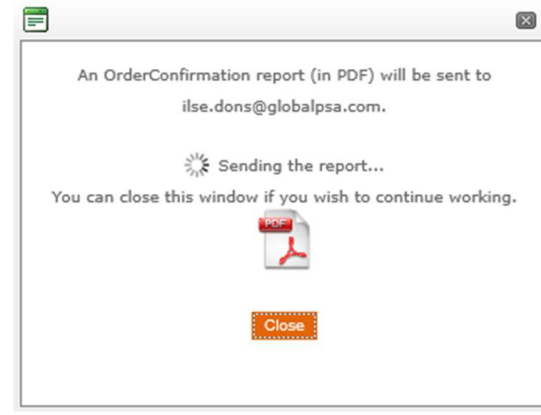 An OrderConfirmation report (in PDF) will be sent to
ilse.dons@globalpsa.com.
Sending the report...
You can close this window if you wish to continue working.
PDF
Close